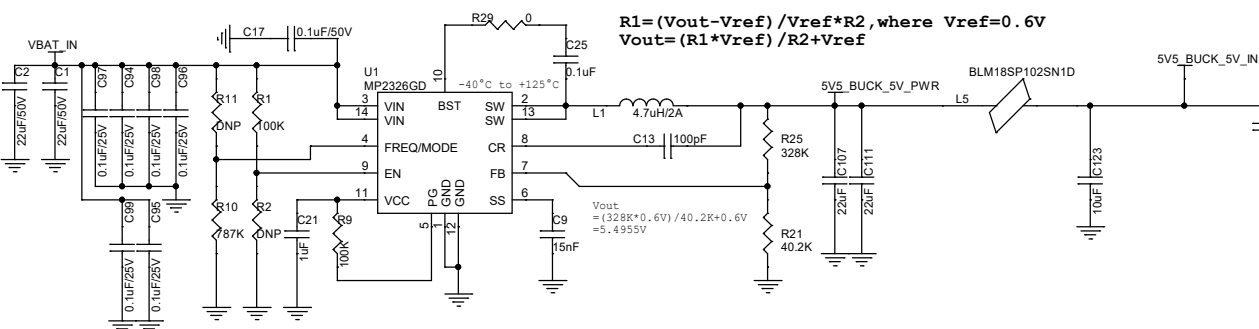 R1=(Vout-Vref)/Vref*R2,where Vref=0.6V
Vout=(R1*Vref)/R2+Vref
R29
0
C17
0.1uF/50V
C25
0.1uF
VBAT_IN
C2
22uF/50V
C1
22uF/50V
C97
0.1uF/25V
C94
0.1uF/25V
C98
0.1uF/25V
C96
0.1uF/25V
R11
DNP
R1
100K
U1
MP2326GD
-40°C to +125°C
10
BST
3
VIN
14
VIN
4
FREQ/MODE
9
EN
11
VCC
2
SW
13
SW
8
CR
7
FB
6
SS
PG
GND
GND
5
1
12
L1
4.7uH/2A
C13
100pF
5V5_BUCK_5V_PWR
L5
BLM18SP102SN1D
5V5_BUCK_5V_IN
R25
328K
R21
40.2K
C107
22uF
C111
22uF
C123
10uF
Vout
=(328K*0.6V)/40.2K+0.6V
=5.4955V
C9
15nF
C99
0.1uF/25V
C95
0.1uF/25V
R10
787K
R2
DNP
C21
1uF
R9
100K